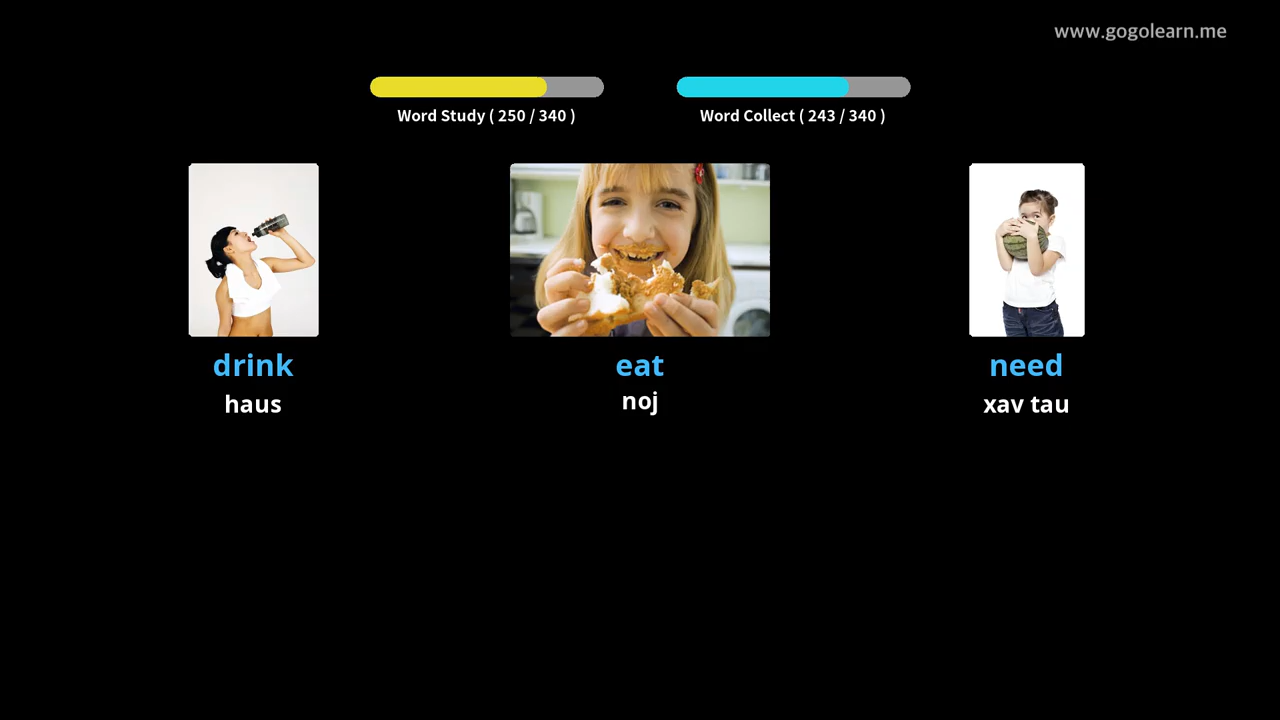 www.gogolearn.me
Word Study ( 250 / 340 )
Word Collect ( 243 / 340 )
drink
eat
need
haus
noj
xav tau